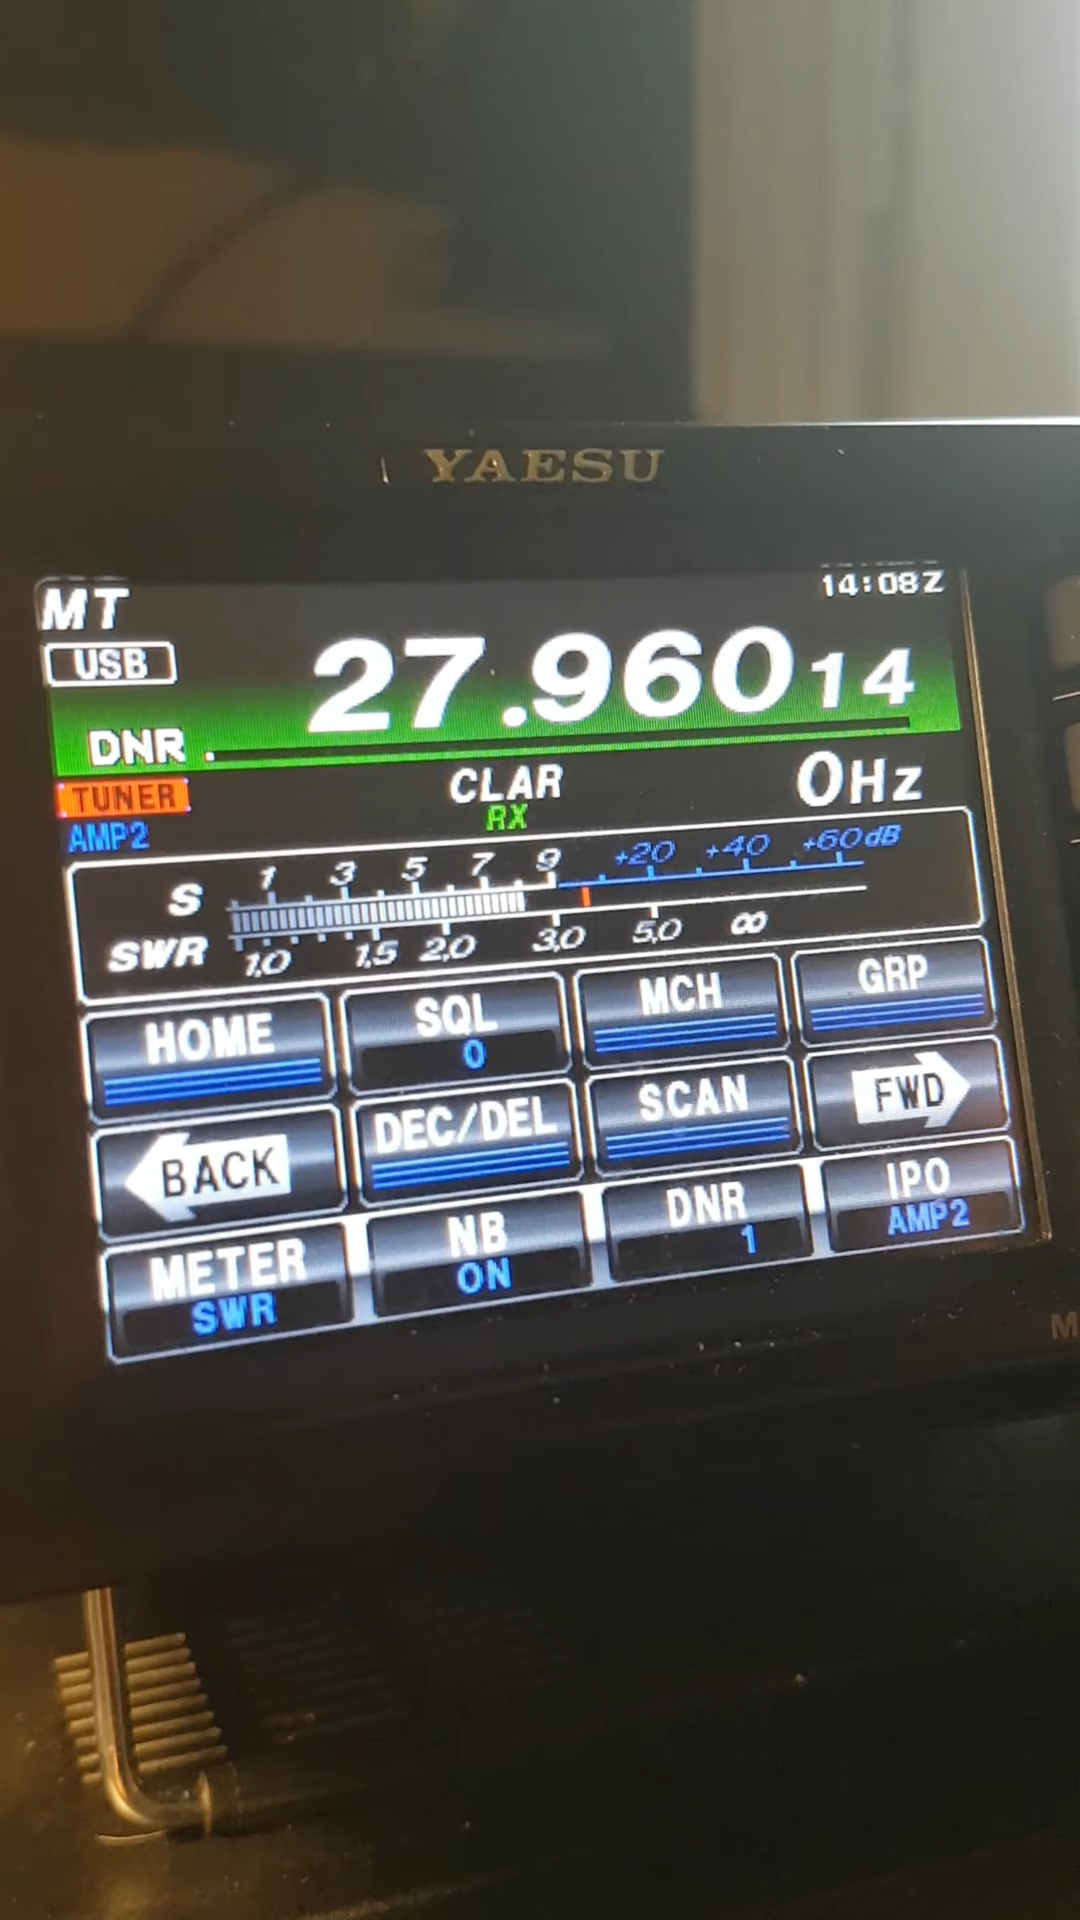 YAESU
MT 14:08Z
USB 27.960 14
DNR
TUNER CLAR 0Hz
AMP2 RX
S 1 3 5 7 9 +20 +40 +60dB
SWR 1,0 1,5 2,0 3,0 5,0 ∞
HOME SQL MCH GRP
0
BACK DEC/DEL SCAN FWD
METER NB DNR IPO
SWR ON 1 AMP2